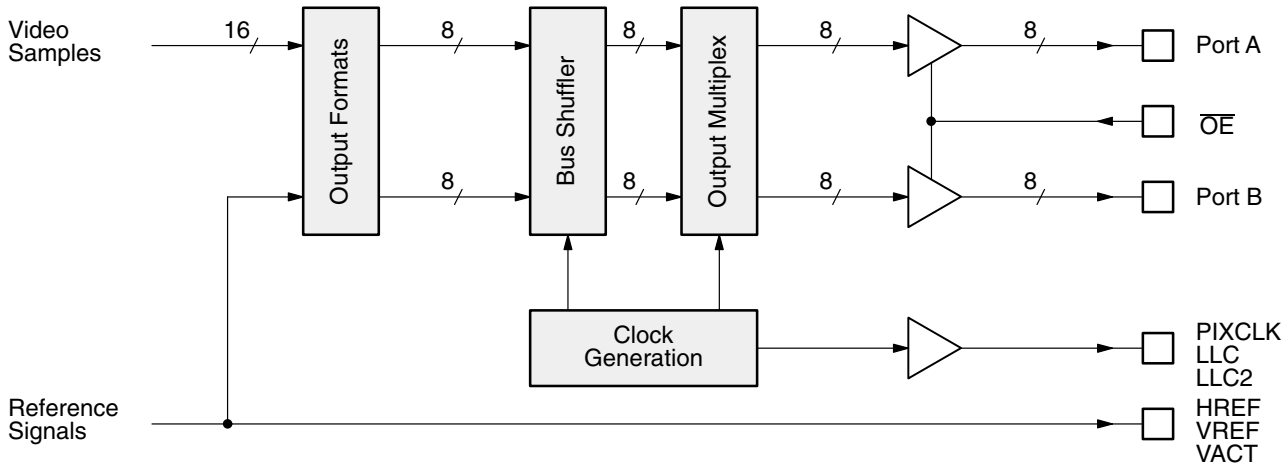 Video
Samples
16
Output Formats
8
8
Bus Shuffler
8
8
Output Multiplex
8
8
8
8
Port A
O̅E̅
Port B
Clock
Generation
PIXCLK
LLC
LLC2
Reference
Signals
HREF
VREF
VACT